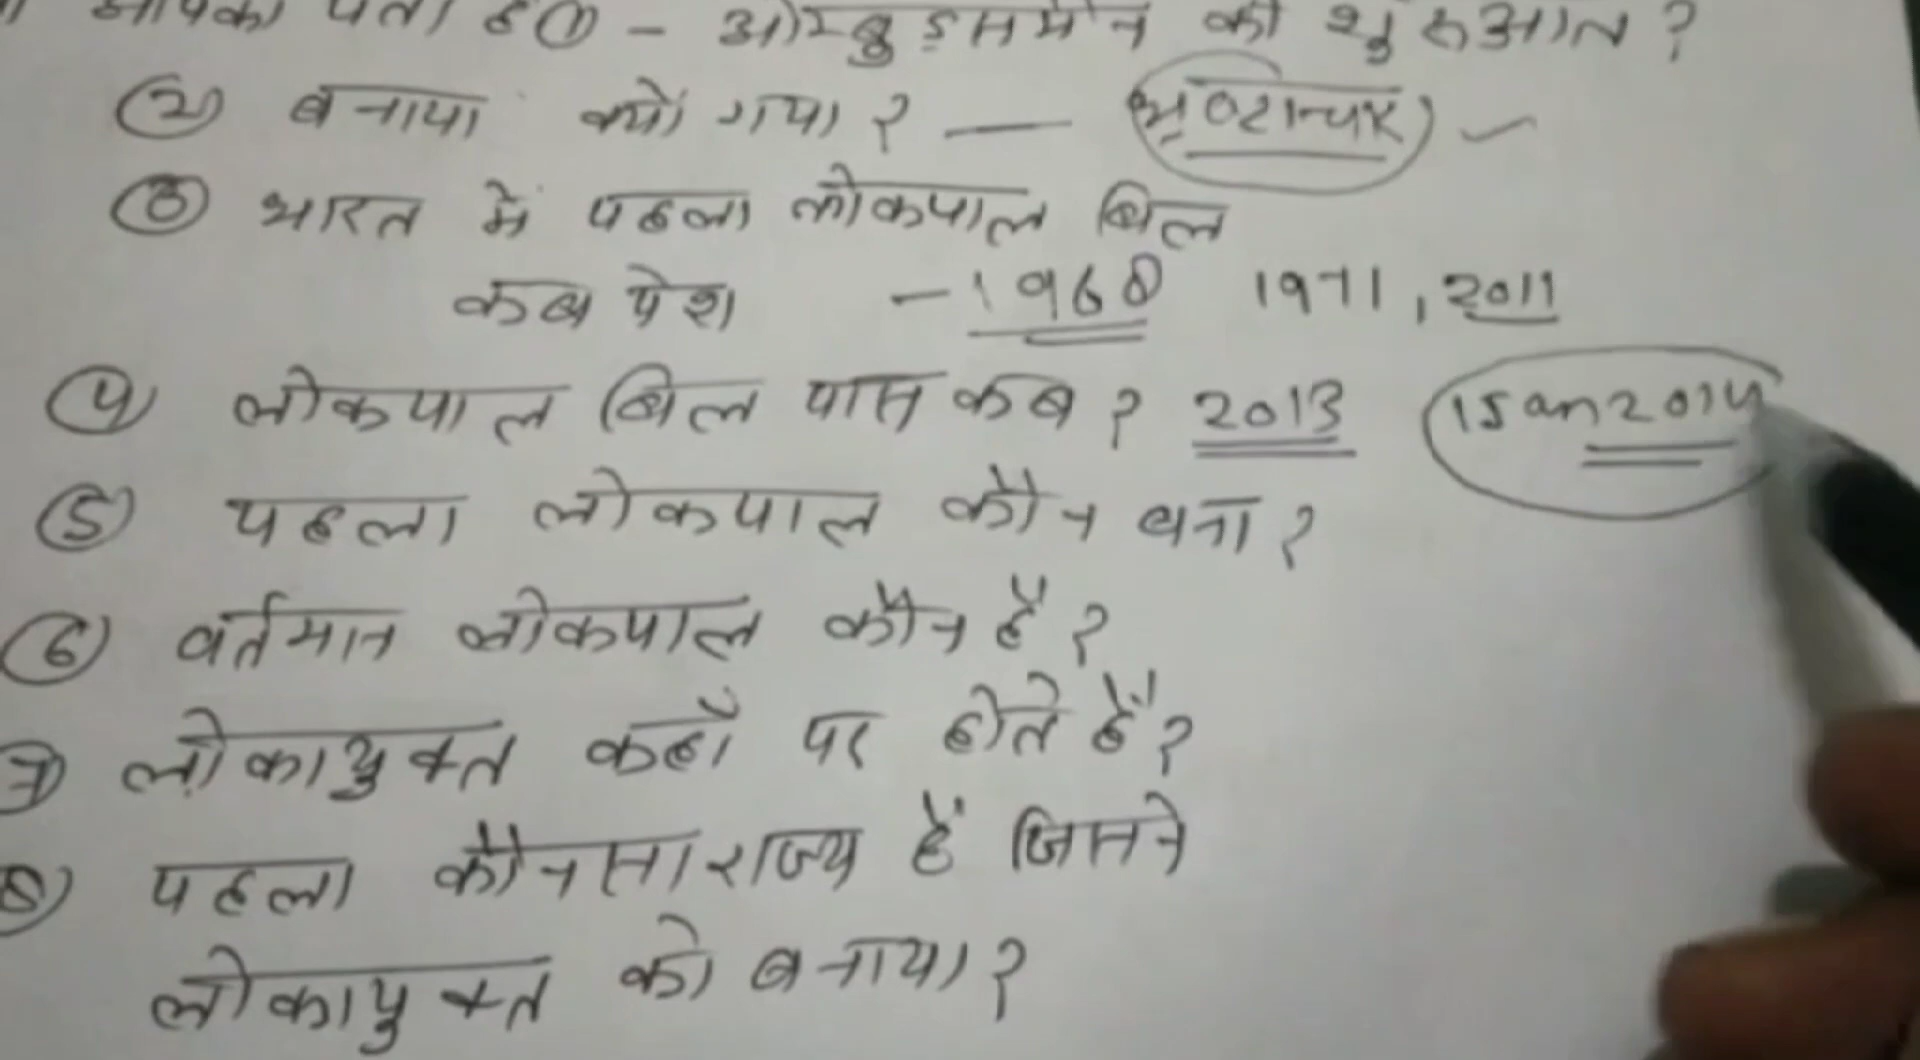 आपको पता है ① - ओम्बुड्समैन की शुरुआत ?
② बनाया क्यों गया ? — भ्रष्टाचार
③ भारत में पहला लोकपाल बिल
कब पेश - 1968 1971, 2011
④ लोकपाल बिल पास कब ? 2013 1Jan 2014
⑤ पहला लोकपाल कौन बना ?
⑥ वर्तमान लोकपाल कौन है ?
⑦ लोकायुक्त कहाँ पर होते हैं ?
⑧ पहला कौनसा राज्य हैं जिसने
लोकायुक्त को बनाया ?